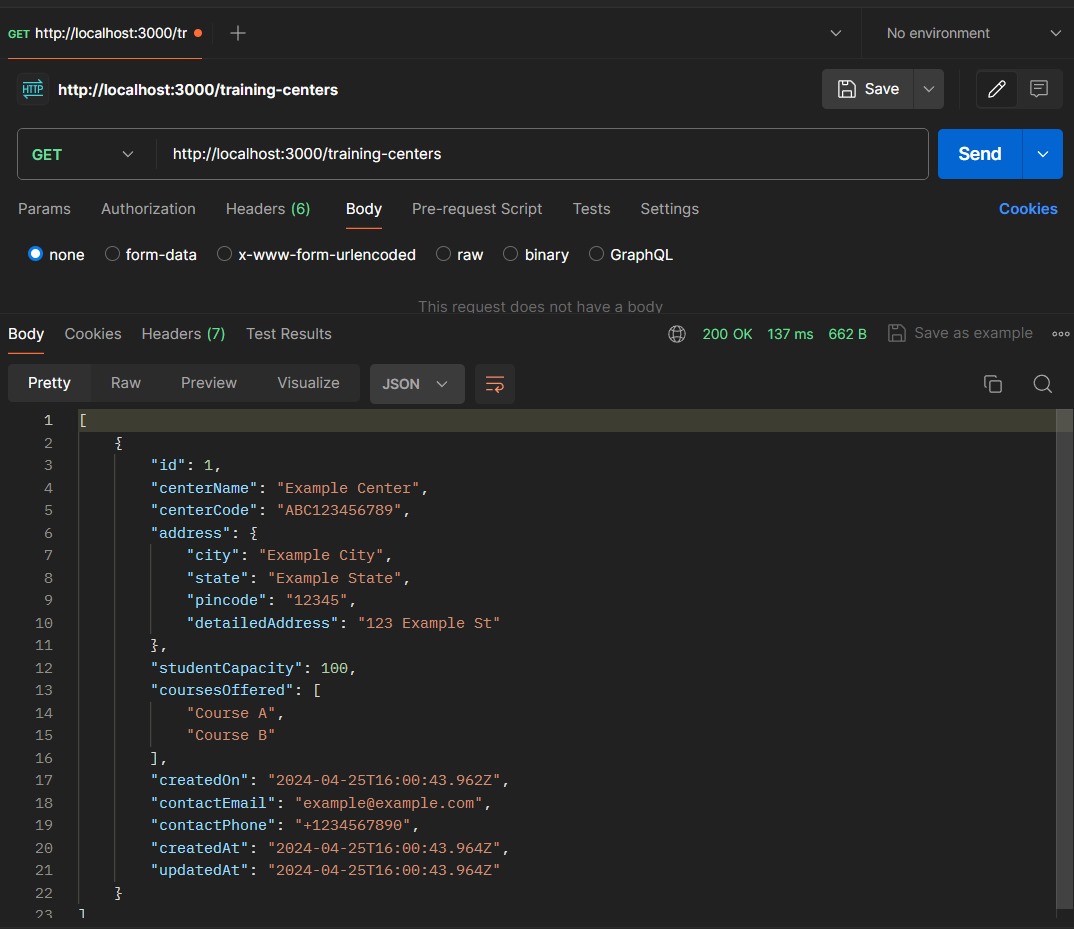 GET http://localhost:3000/tr
No environment
HTTP http://localhost:3000/training-centers
Save
GET http://localhost:3000/training-centers
Send
Params Authorization Headers (6) Body Pre-request Script Tests Settings Cookies
none form-data x-www-form-urlencoded raw binary GraphQL
This request does not have a body
Body Cookies Headers (7) Test Results 200 OK 137 ms 662 B Save as example
Pretty Raw Preview Visualize JSON
1 [
2 {
3 "id": 1,
4 "centerName": "Example Center",
5 "centerCode": "ABC123456789",
6 "address": {
7 "city": "Example City",
8 "state": "Example State",
9 "pincode": "12345",
10 "detailedAddress": "123 Example St"
11 },
12 "studentCapacity": 100,
13 "coursesOffered": [
14 "Course A",
15 "Course B"
16 ],
17 "createdOn": "2024-04-25T16:00:43.962Z",
18 "contactEmail": "example@example.com",
19 "contactPhone": "+1234567890",
20 "createdAt": "2024-04-25T16:00:43.964Z",
21 "updatedAt": "2024-04-25T16:00:43.964Z"
22 }
23 ]